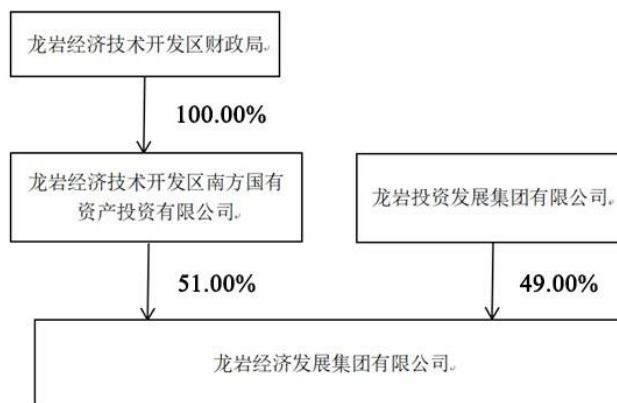 龙岩经济技术开发区财政局
100.00%
龙岩经济技术开发区南方国有
资产投资有限公司
龙岩投资发展集团有限公司
51.00%
49.00%
龙岩经济发展集团有限公司